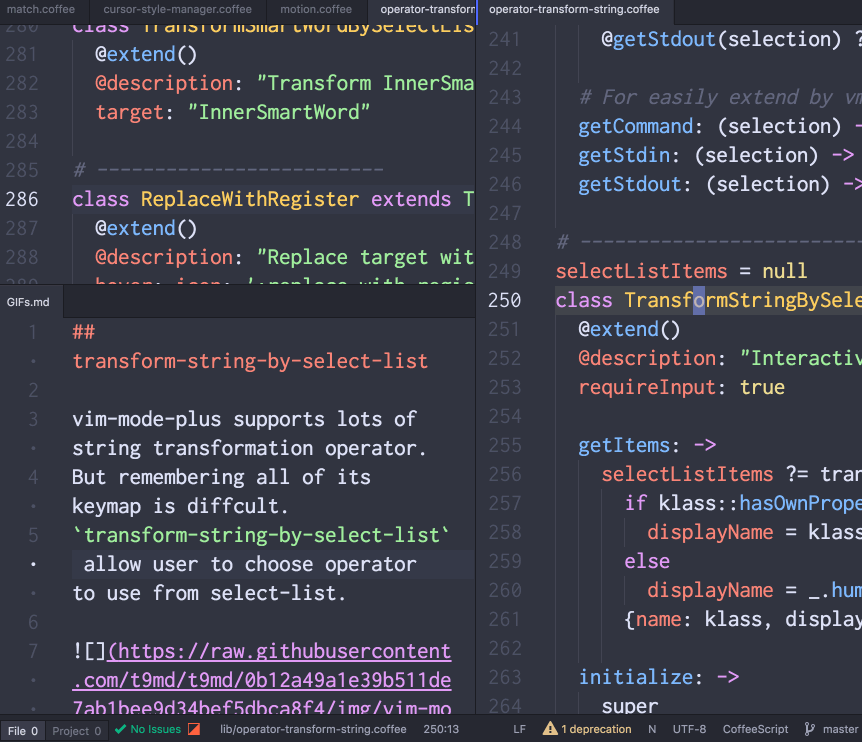 match.coffee
cursor-style-manager.coffee
motion.coffee
operator-transform
280 class TransformSmartWordBySelectLis
281 @extend()
282 @description: "Transform InnerSma
283 target: "InnerSmartWord"
284
285 # -------------------------
286 class ReplaceWithRegister extends T
287 @extend()
288 @description: "Replace target wit
289 hover: icon: ':replace-with-regis
GIFs.md
1 ##
• transform-string-by-select-list
2
3 vim-mode-plus supports lots of
• string transformation operator.
4 But remembering all of its
• keymap is diffcult.
5 `transform-string-by-select-list`
• allow user to choose operator
• to use from select-list.
6
7 ![](https://raw.githubusercontent
• .com/t9md/t9md/0b12a49a1e39b511de
• 7ab1bee9d34bef5dbca8f4/img/vim-mo
operator-transform-string.coffee
241 @getStdout(selection) ?
242
243 # For easily extend by vm
244 getCommand: (selection) -
245 getStdin: (selection) ->
246 getStdout: (selection) ->
247
248 # -------------------------
249 selectListItems = null
250 class TransformStringBySele
251 @extend()
252 @description: "Interactiv
253 requireInput: true
254
255 getItems: ->
256 selectListItems ?= tran
257 if klass::hasOwnPrope
258 displayName = klass
259 else
260 displayName = _.hum
261 {name: klass, display
262
263 initialize: ->
264 super
File 0 Project 0 No Issues lib/operator-transform-string.coffee 250:13 LF 1 deprecation N UTF-8 CoffeeScript master